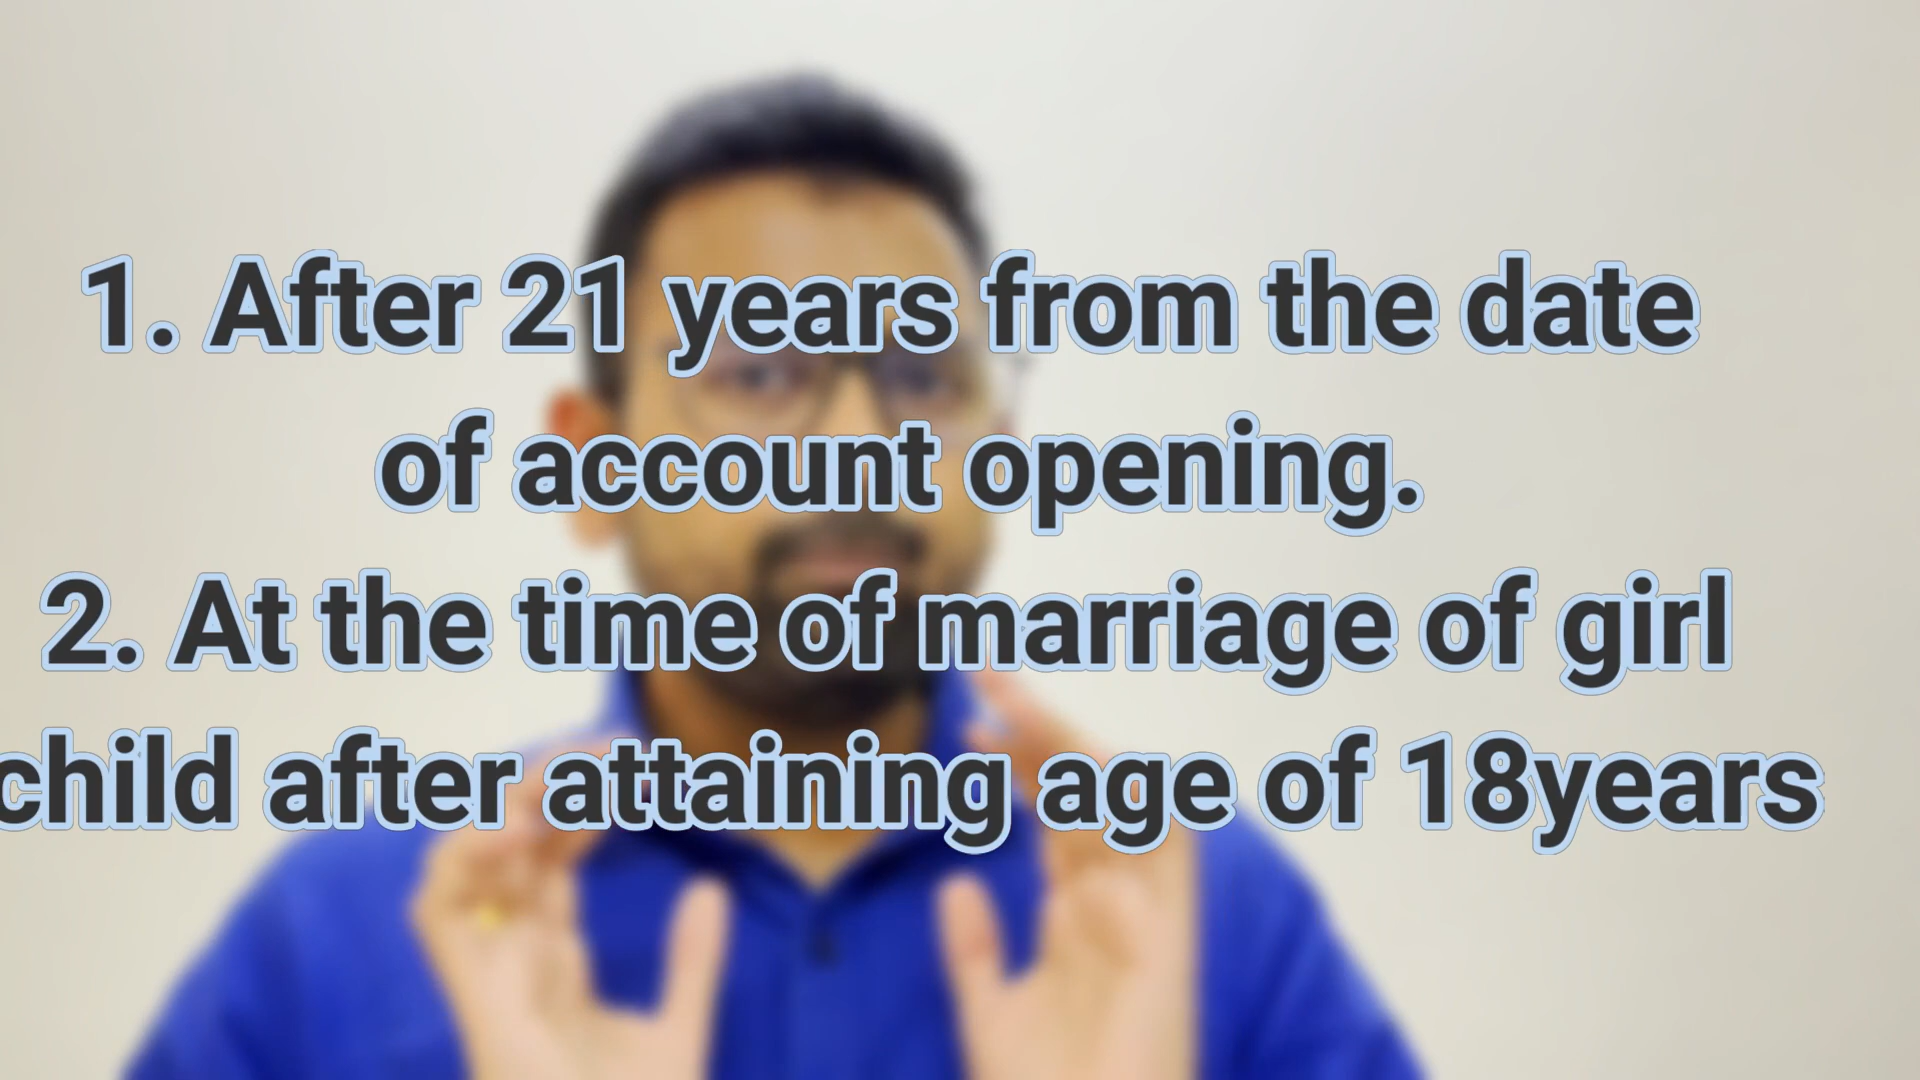 1. After 21 years from the date
of account opening.
2. At the time of marriage of girl
child after attaining age of 18years